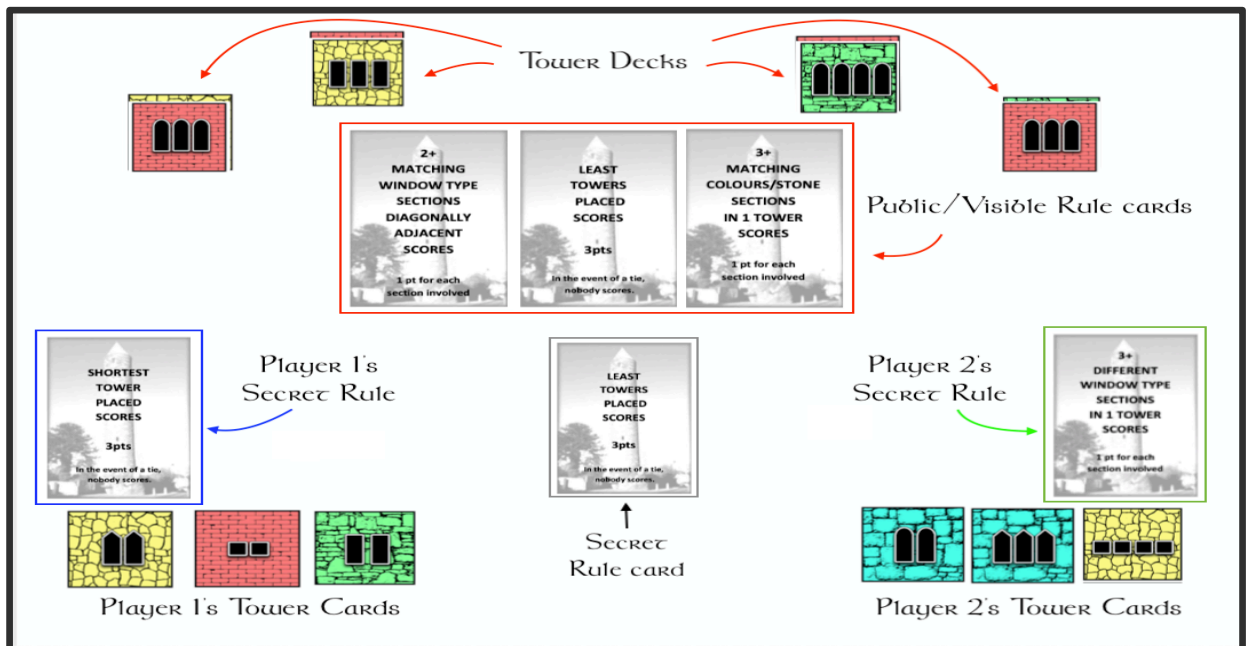 Tower Decks
2+
MATCHING
WINDOW TYPE
SECTIONS
DIAGONALLY
ADJACENT
SCORES
1 pt for each
section involved
LEAST
TOWERS
PLACED
SCORES
3pts
In the event of a tie,
nobody scores.
3+
MATCHING
COLOURS/STONE
SECTIONS
IN 1 TOWER
SCORES
1 pt for each
section involved
Public/Visible Rule cards
SHORTEST
TOWER
PLACED
SCORES
3pts
In the event of a tie,
nobody scores.
Player 1's
Secret Rule
LEAST
TOWERS
PLACED
SCORES
3pts
In the event of a tie,
nobody scores.
Player 2's
Secret Rule
3+
DIFFERENT
WINDOW TYPE
SECTIONS
IN 1 TOWER
SCORES
1 pt for each
section involved
Secret
Rule card
Player 1's Tower Cards
Player 2's Tower Cards